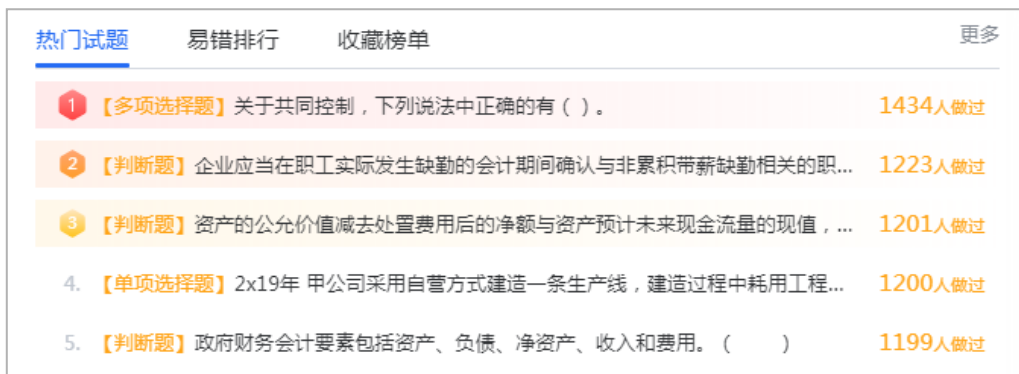 热门试题 易错排行 收藏榜单 更多
1 【多项选择题】关于共同控制，下列说法中正确的有（ ）。 1434人做过
2 【判断题】企业应当在职工实际发生缺勤的会计期间确认与非累积带薪缺勤相关的职... 1223人做过
3 【判断题】资产的公允价值减去处置费用后的净额与资产预计未来现金流量的现值，... 1201人做过
4. 【单项选择题】2x19年 甲公司采用自营方式建造一条生产线，建造过程中耗用工程... 1200人做过
5. 【判断题】政府财务会计要素包括资产、负债、净资产、收入和费用。（ ） 1199人做过